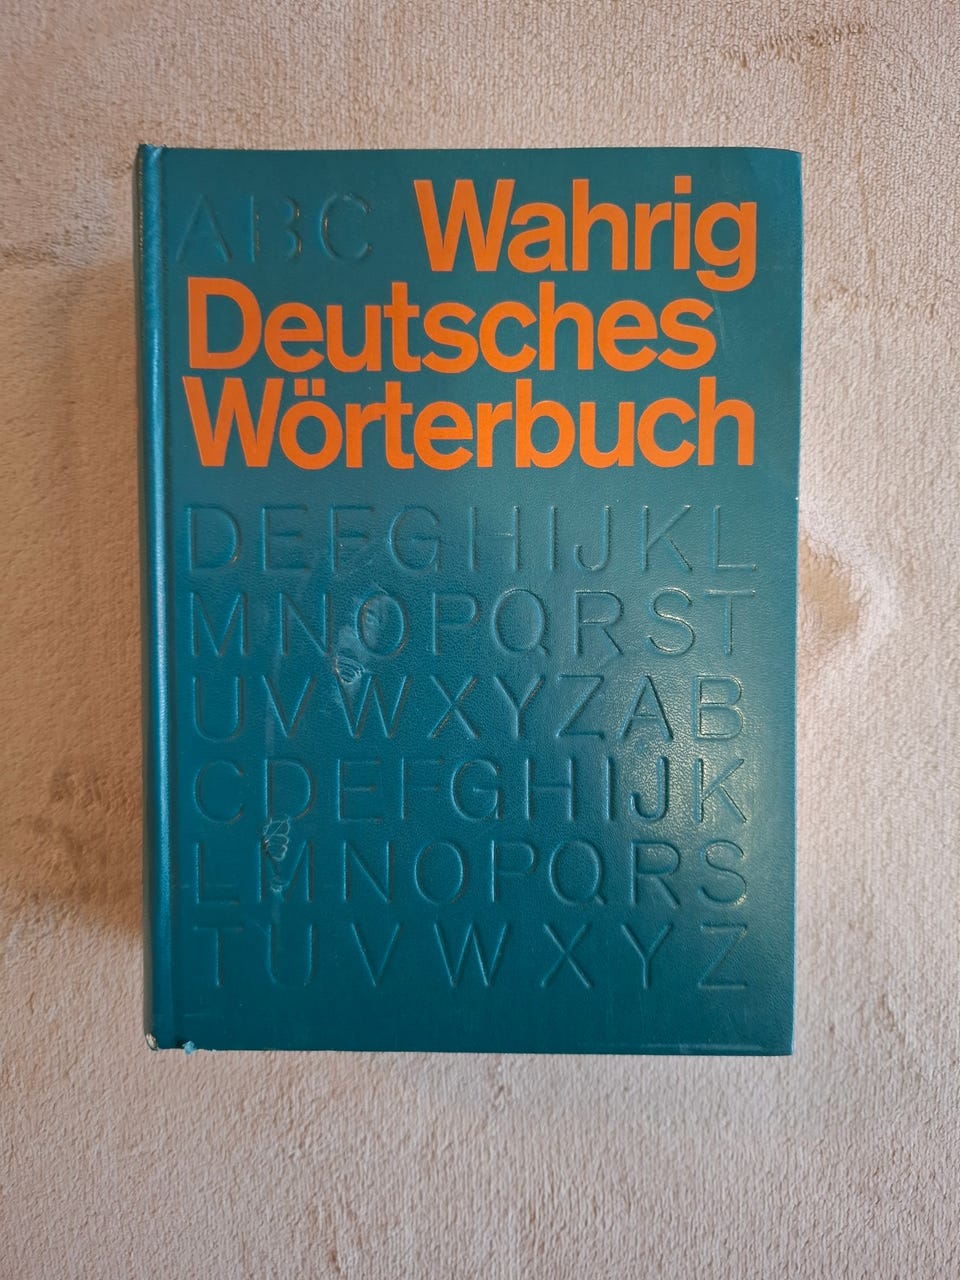 ABC Wahrig
Deutsches
Wörterbuch
DEFGHIJKL
MNOPQRST
UVWXYZAB
CDEFGHIJK
LMNOPQRS
TUVWXYZ